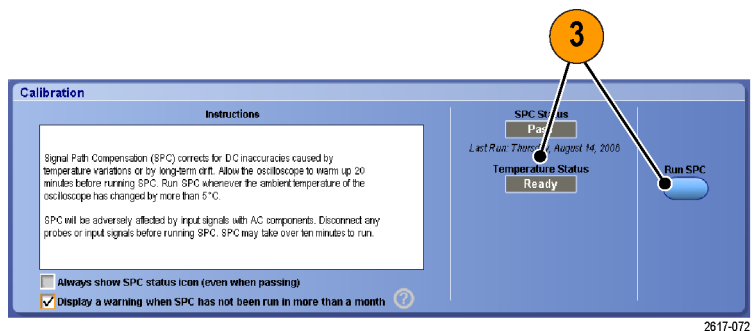 3
Calibration
Instructions
Signal Path Compensation (SPC) corrects for DC inaccuracies caused by
temperature variations or by long-term drift. Allow the oscilloscope to warm up 20
minutes before running SPC. Run SPC whenever the ambient temperature of the
oscilloscope has changed by more than 5°C.
SPC will be adversely affected by input signals with AC components. Disconnect any
probes or input signals before running SPC. SPC may take over ten minutes to run.
Always show SPC status icon (even when passing)
Display a warning when SPC has not been run in more than a month
?
SPC Status
Pass
Last Run: Thursday, August 14, 2008
Temperature Status
Ready
Run SPC
2617-072